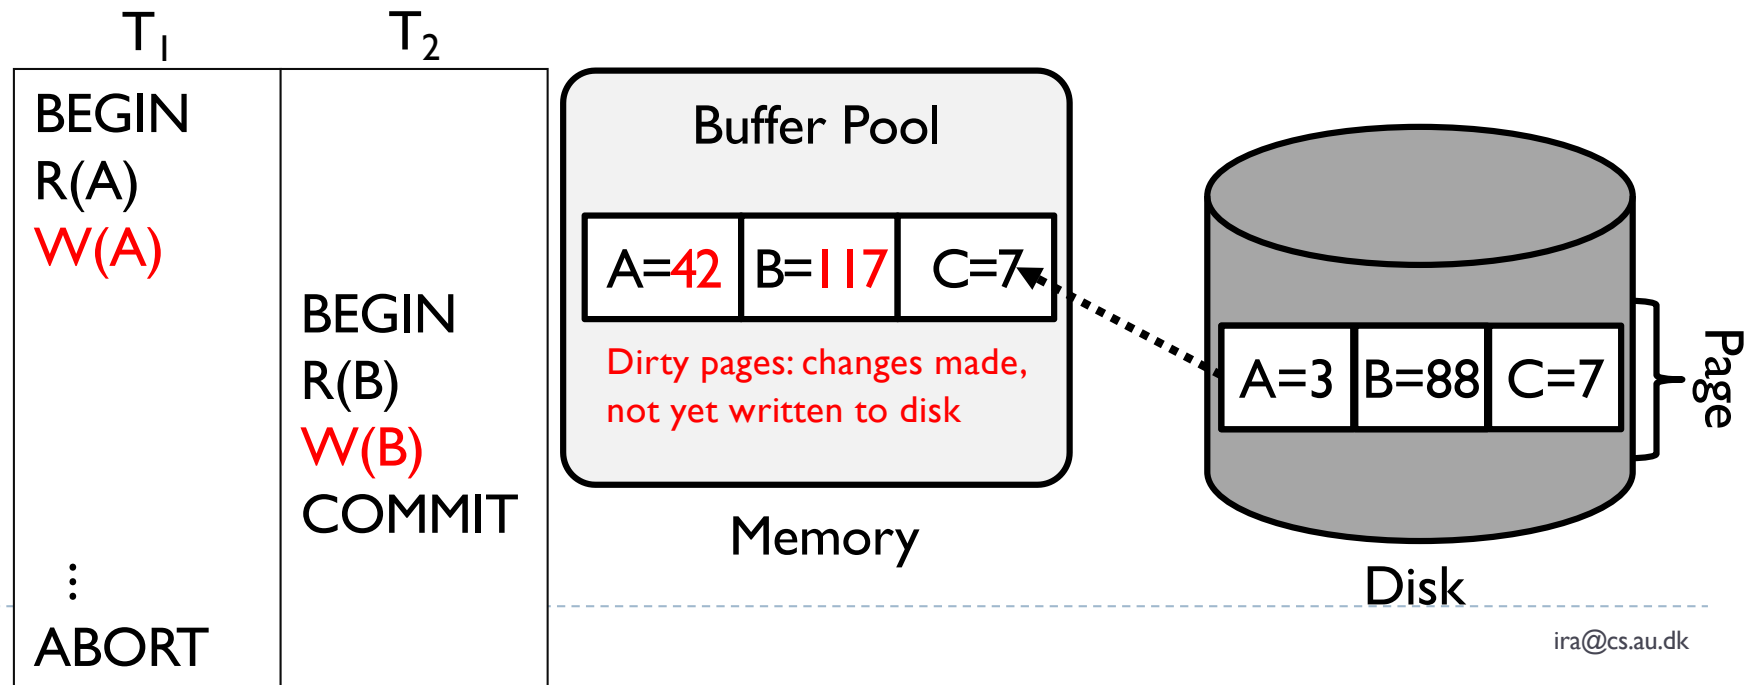 T1
T2
BEGIN
R(A)
W(A)
BEGIN
R(B)
W(B)
COMMIT
⋮
ABORT
Buffer Pool
A=42 B=117 C=7
Dirty pages: changes made,
not yet written to disk
Memory
A=3 B=88 C=7
Page
Disk
ira@cs.au.dk